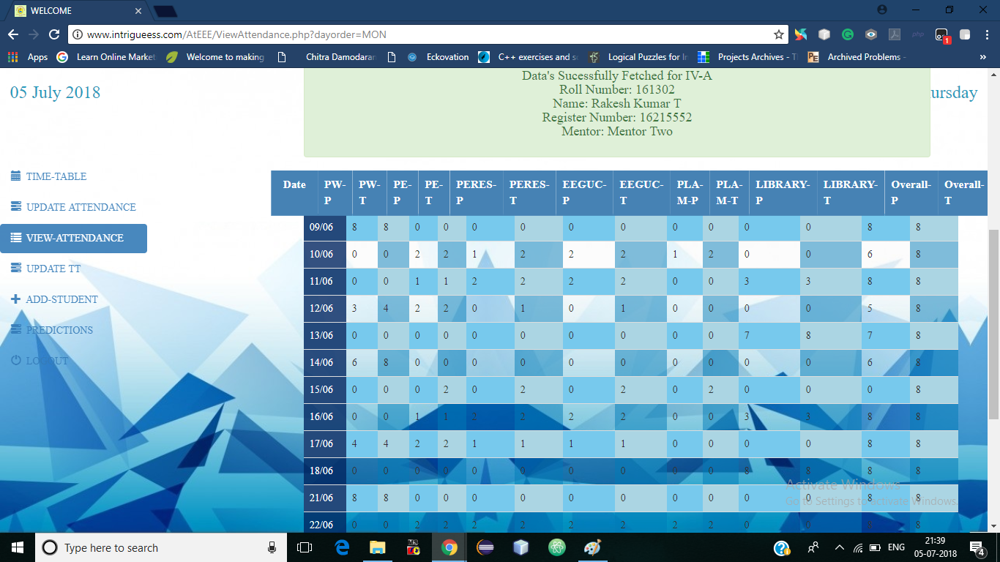 WELCOME
www.intrigueess.com/AtEEE/ViewAttendance.php?dayorder=MON
Apps Learn Online Market Welcome to making Chitra Damodaran Eckovation C++ exercises and s Logical Puzzles for In Projects Archives - T Archived Problems - »
Data's Sucessfully Fetched for IV-A
05 July 2018 Roll Number: 161302 ursday
Name: Rakesh Kumar T
Register Number: 16215552
Mentor: Mentor Two
TIME-TABLE
UPDATE ATTENDANCE
VIEW-ATTENDANCE
UPDATE TT
ADD-STUDENT
PREDICTIONS
LOGOUT
Date PW-P PW-T PE-P PE-T PERES-P PERES-T EEGUC-P EEGUC-T PLA-M-P PLA-M-T LIBRARY-P LIBRARY-T Overall-P Overall-T
09/06 8 8 0 0 0 0 0 0 0 0 0 0 8 8
10/06 0 0 2 2 1 2 2 2 1 2 0 0 6 8
11/06 0 0 1 1 2 2 2 2 0 0 3 3 8 8
12/06 3 4 2 2 0 1 0 1 0 0 0 0 5 8
13/06 0 0 0 0 0 0 0 0 0 0 7 8 7 8
14/06 6 8 0 0 0 0 0 0 0 0 0 0 6 8
15/06 0 0 0 2 0 2 0 2 0 2 0 0 0 8
16/06 0 0 1 1 2 2 2 2 0 0 3 3 8 8
17/06 4 4 2 2 1 1 1 1 0 0 0 0 8 8
18/06 0 0 0 0 0 0 0 0 0 0 8 8 8 8
21/06 8 8 0 0 0 0 0 0 0 0 0 0 8 8
22/06 0 0 2 2 2 2 2 2 2 2 0 0 8 8
Activate Windows
Go to Settings to activate Windows.
Type here to search
ENG
21:39
05-07-2018
4